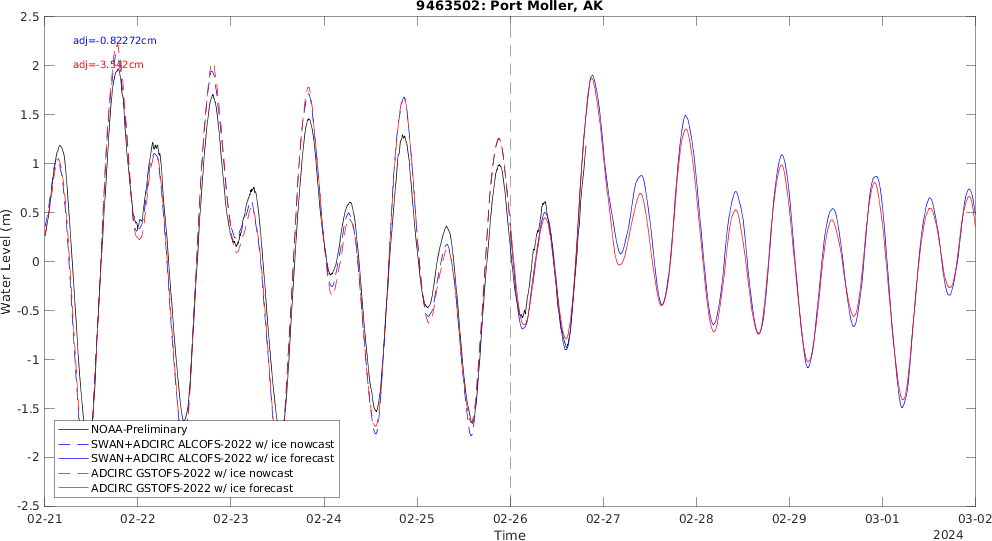 9463502: Port Moller, AK
adj=-0.82272cm
adj=-3.542cm
Water Level (m)
2.5
2
1.5
1
0.5
0
-0.5
-1
-1.5
-2
-2.5
NOAA-Preliminary
SWAN+ADCIRC ALCOFS-2022 w/ ice nowcast
SWAN+ADCIRC ALCOFS-2022 w/ ice forecast
ADCIRC GSTOFS-2022 w/ ice nowcast
ADCIRC GSTOFS-2022 w/ ice forecast
02-21 02-22 02-23 02-24 02-25 02-26 02-27 02-28 02-29 03-01 03-02
Time
2024